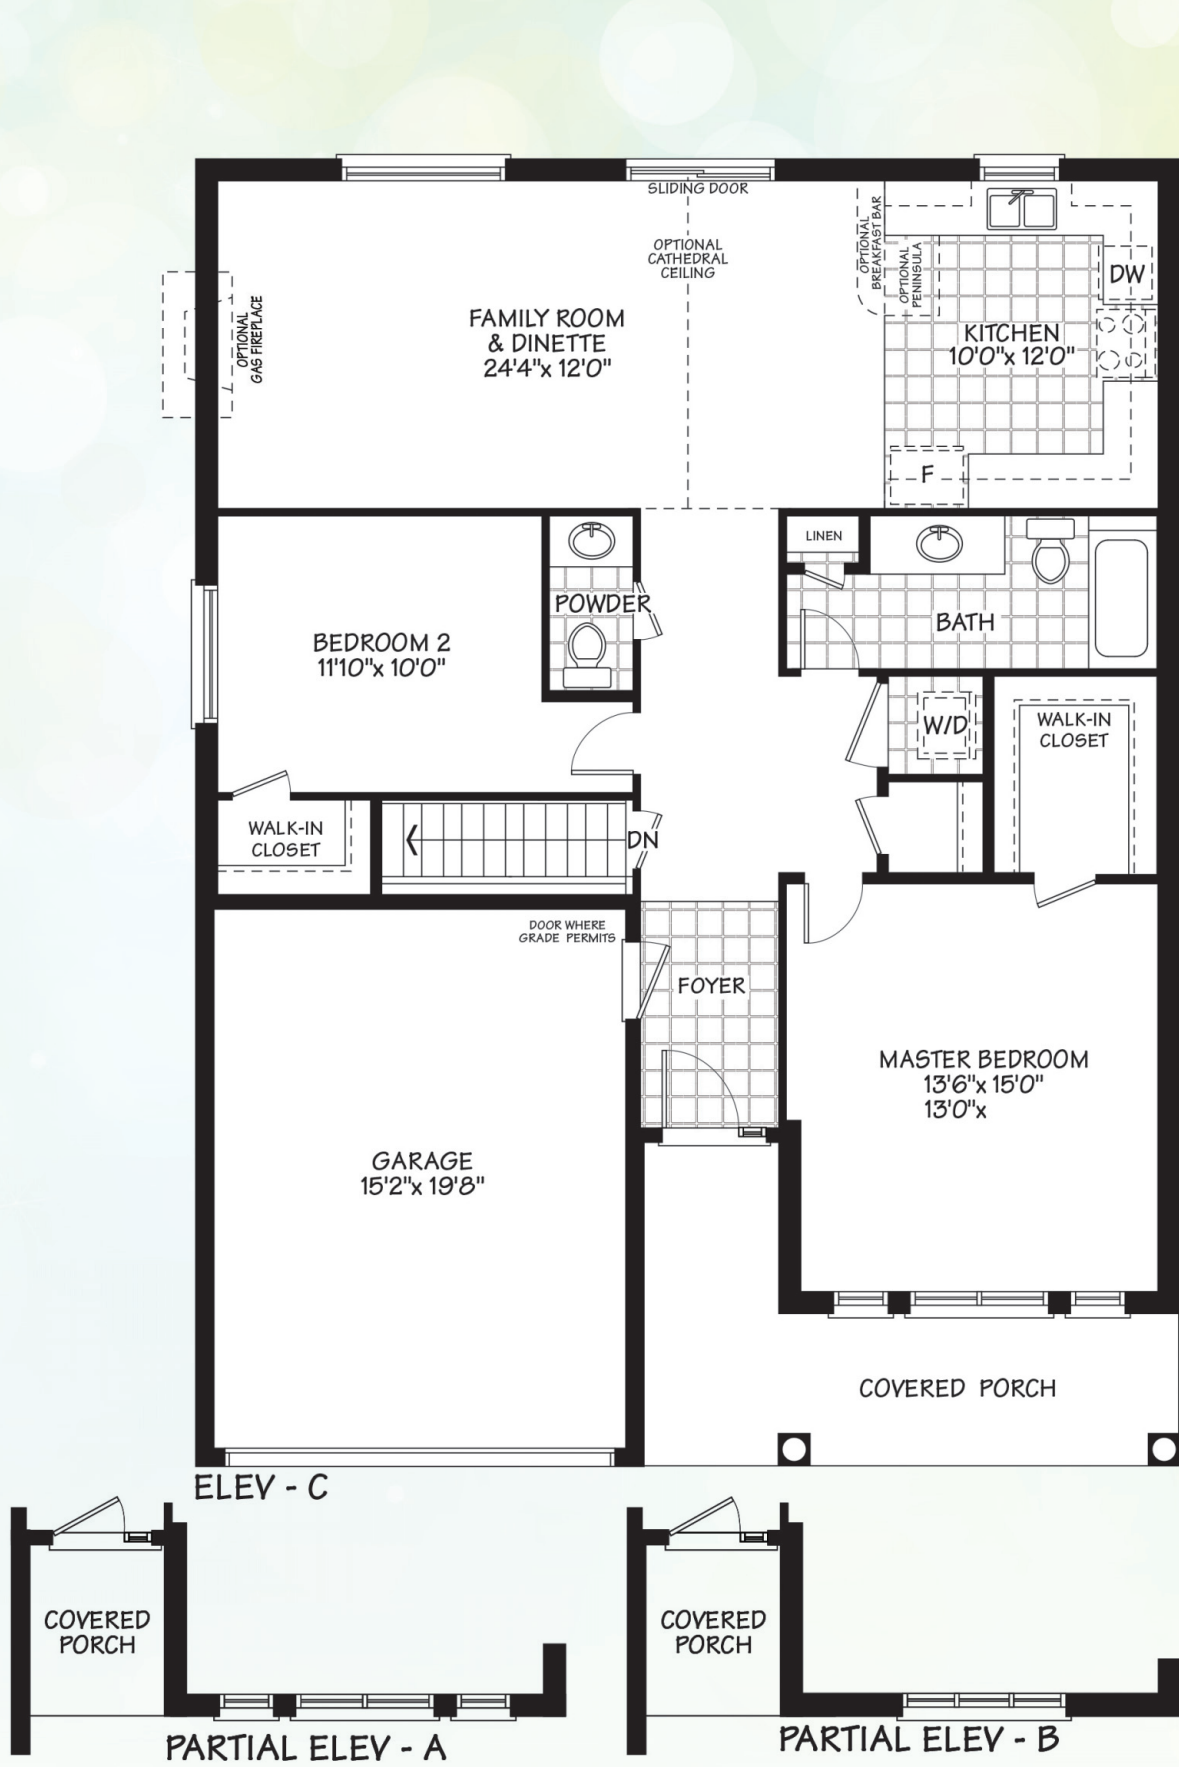 SLIDING DOOR
OPTIONAL
CATHEDRAL
CEILING
OPTIONAL
BREAKFAST BAR
OPTIONAL
PENINSULA
DW
OPTIONAL
GAS FIREPLACE
FAMILY ROOM
& DINETTE
24'4"x 12'0"
KITCHEN
10'0"x 12'0"
F
LINEN
POWDER
BATH
BEDROOM 2
11'10"x 10'0"
W/D
WALK-IN
CLOSET
WALK-IN
CLOSET
DN
DOOR WHERE
GRADE PERMITS
FOYER
MASTER BEDROOM
13'6"x 15'0"
13'0"x
GARAGE
15'2"x 19'8"
COVERED PORCH
ELEV - C
COVERED
PORCH
PARTIAL ELEV - A
COVERED
PORCH
PARTIAL ELEV - B